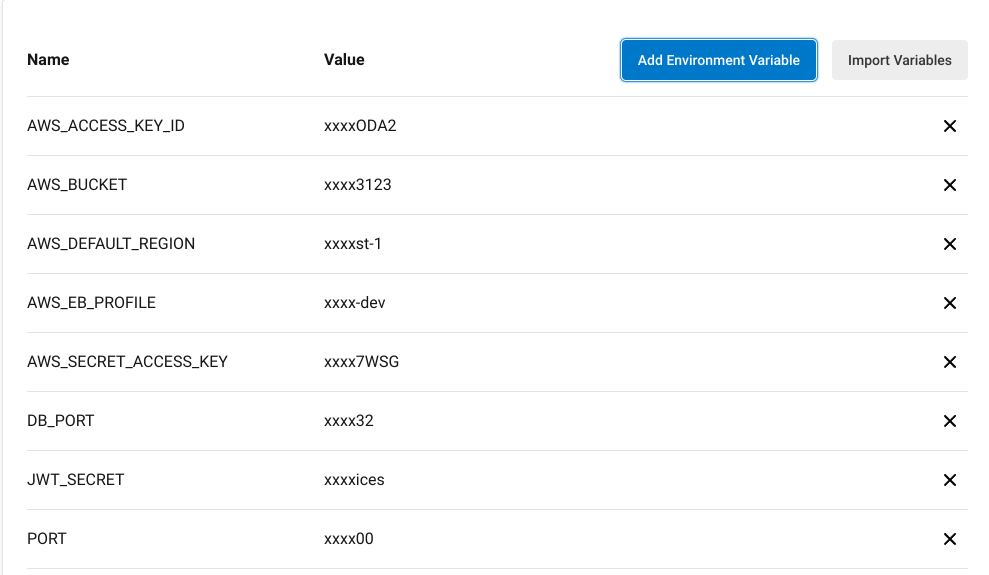 Name Value Add Environment Variable Import Variables
AWS_ACCESS_KEY_ID xxxxODA2
AWS_BUCKET xxxx3123
AWS_DEFAULT_REGION xxxxst-1
AWS_EB_PROFILE xxxx-dev
AWS_SECRET_ACCESS_KEY xxxx7WSG
DB_PORT xxxx32
JWT_SECRET xxxxices
PORT xxxx00